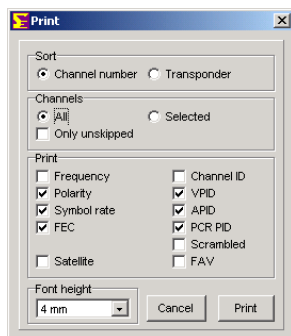 Print
Sort
Channel number Transponder
Channels
All Selected
Only unskipped
Print
Frequency Channel ID
Polarity VPID
Symbol rate APID
FEC PCR PID
Scrambled
Satellite FAV
Font height
4 mm Cancel Print